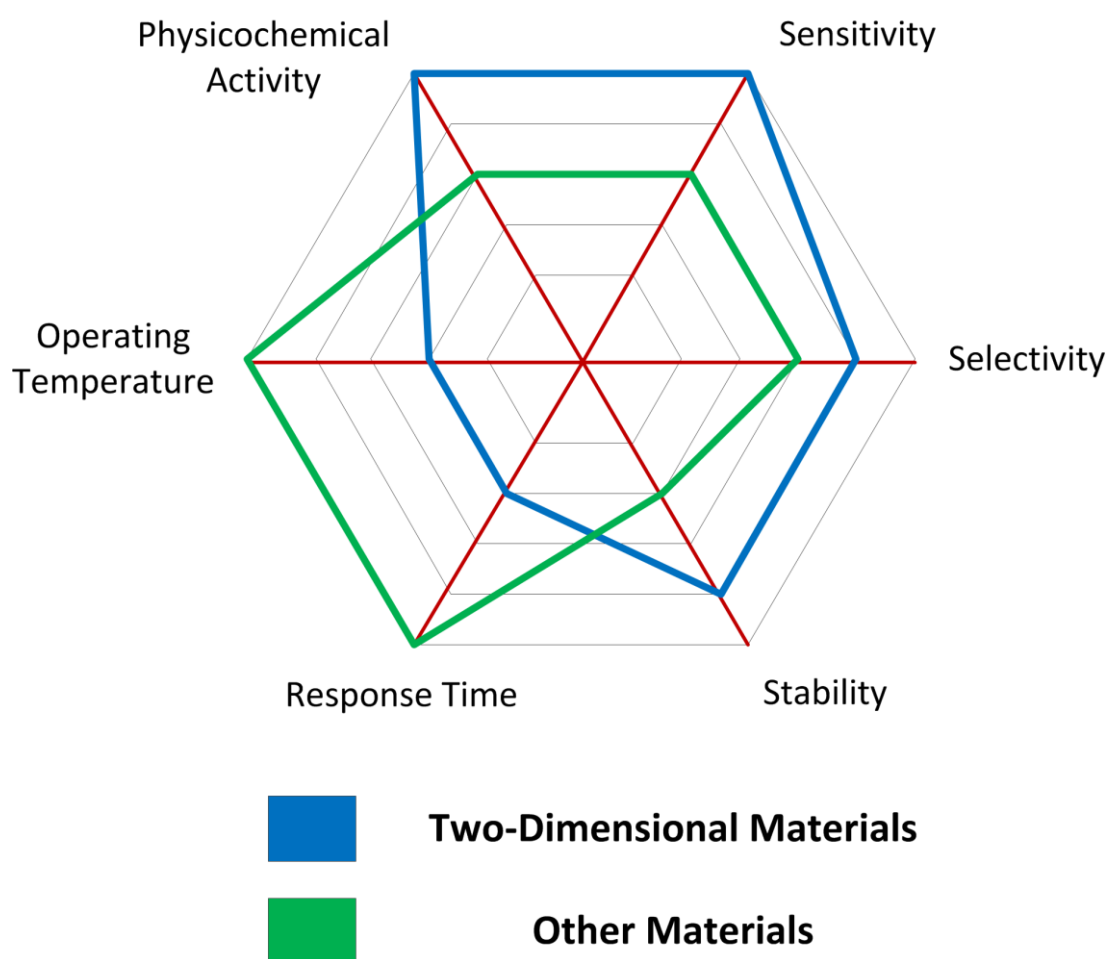 Physicochemical
Activity
Sensitivity
Operating
Temperature
Selectivity
Response Time
Stability
Two-Dimensional Materials
Other Materials